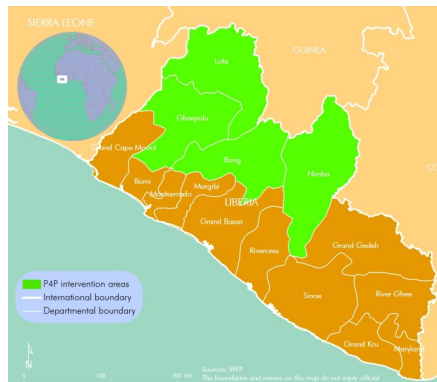 SIERRA LEONE
GUINEA
Lofa
Gbarpolu
Grand Cape Mount
Bong
Bomi
Nimba
Montserrado
Margibi
LIBERIA
Grand Bassa
Grand Gedeh
Rivercess
Sinoe
River Ghee
Grand Kru
Maryland
P4P intervention areas
International boundary
Departmental boundary
N
0
100
200 Km
Sources: WFP
The boundaries and names on this map do not imply official